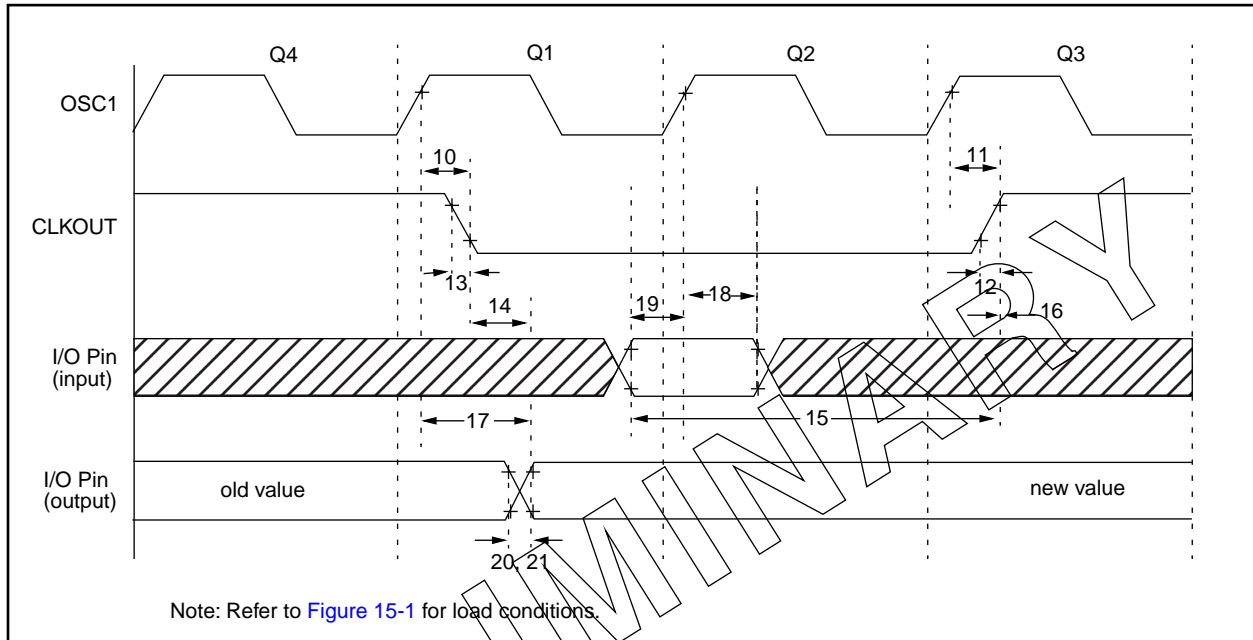 Q4 Q1 Q2 Q3
OSC1
10 11
CLKOUT
13 12
14 19 18 16
I/O Pin
(input)
17 15
I/O Pin
(output)
old value new value
20, 21
Note: Refer to Figure 15-1 for load conditions.
IMINARY